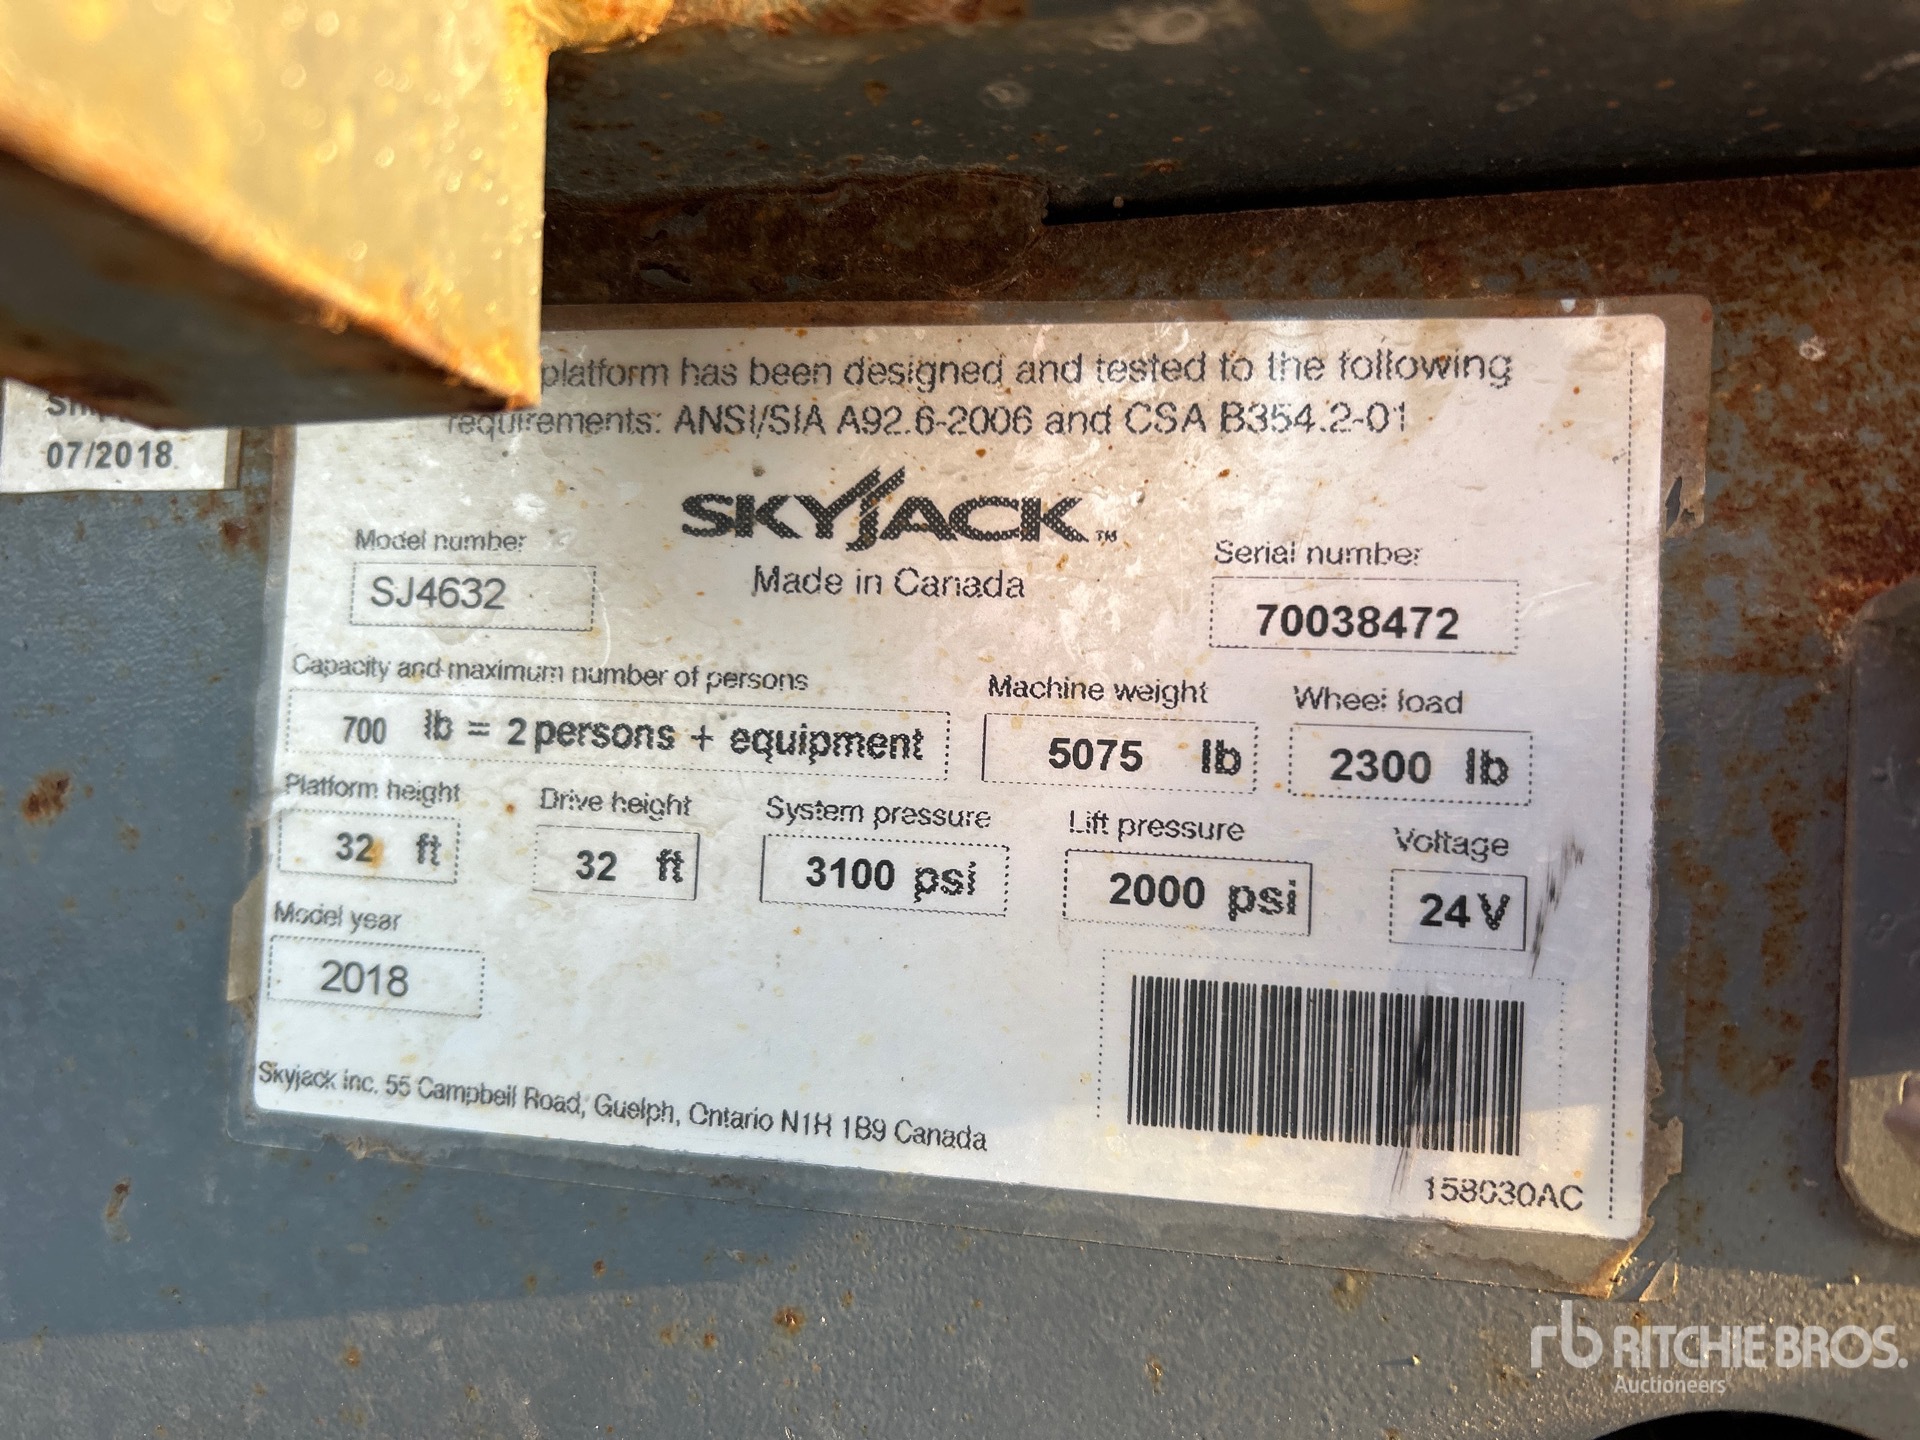 platform has been designed and tested to the following
requirements: ANSI/SIA A92.6-2006 and CSA B354.2-01
07/2018
SKYJACK™
Made in Canada
Model number
SJ4632
Serial number
70038472
Capacity and maximum number of persons
700 lb = 2 persons + equipment
Machine weight
5075 lb
Wheel load
2300 lb
Platform height
32 ft
Drive height
32 ft
System pressure
3100 psi
Lift pressure
2000 psi
Voltage
24 V
Model year
2018
Skyjack Inc. 55 Campbell Road, Guelph, Ontario N1H 1B9 Canada
158030AC
rb RITCHIE BROS.
Auctioneers